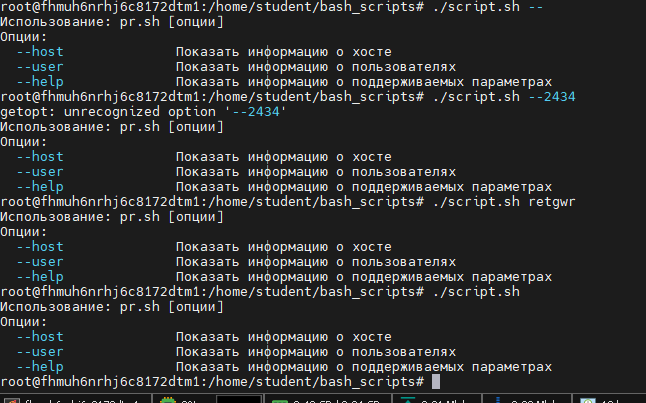 root@fhmuh6nrhj6c8172dtm1:/home/student/bash_scripts# ./script.sh --
Использование: pr.sh [опции]
Опции:
  --host              Показать информацию о хосте
  --user              Показать информацию о пользователях
  --help              Показать информацию о поддерживаемых параметрах
root@fhmuh6nrhj6c8172dtm1:/home/student/bash_scripts# ./script.sh --2434
getopt: unrecognized option '--2434'
Использование: pr.sh [опции]
Опции:
  --host              Показать информацию о хосте
  --user              Показать информацию о пользователях
  --help              Показать информацию о поддерживаемых параметрах
root@fhmuh6nrhj6c8172dtm1:/home/student/bash_scripts# ./script.sh retgwr
Использование: pr.sh [опции]
Опции:
  --host              Показать информацию о хосте
  --user              Показать информацию о пользователях
  --help              Показать информацию о поддерживаемых параметрах
root@fhmuh6nrhj6c8172dtm1:/home/student/bash_scripts# ./script.sh
Использование: pr.sh [опции]
Опции:
  --host              Показать информацию о хосте
  --user              Показать информацию о пользователях
  --help              Показать информацию о поддерживаемых параметрах
root@fhmuh6nrhj6c8172dtm1:/home/student/bash_scripts#